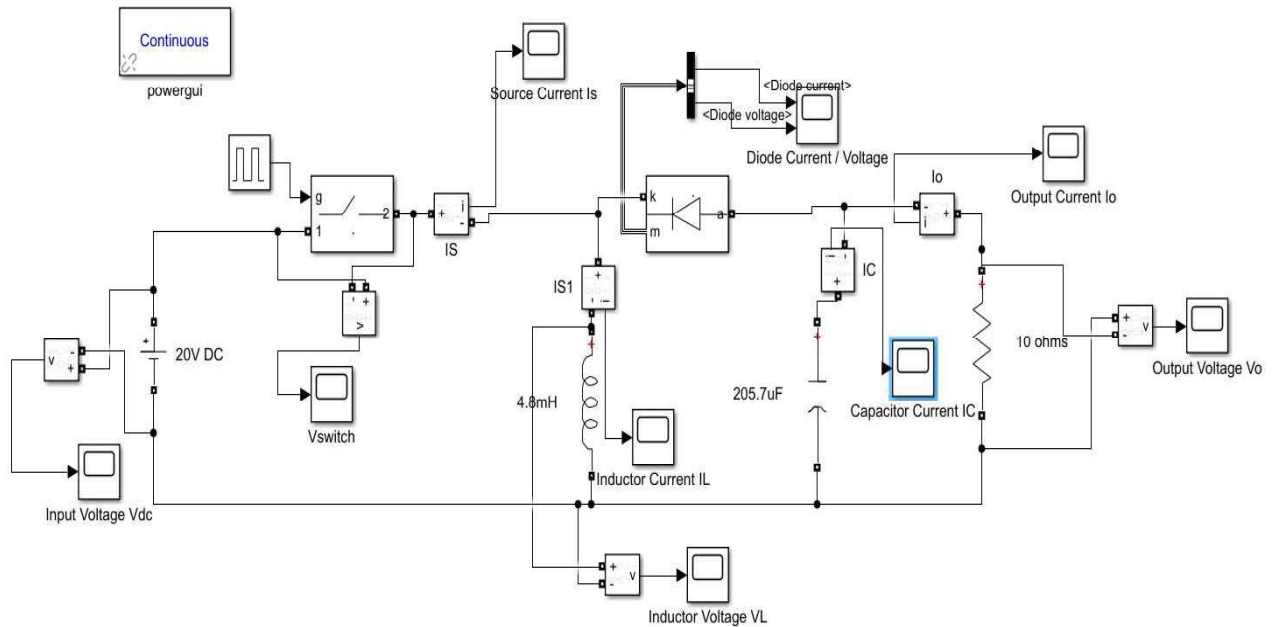 Continuous
powergui
Source Current Is
<Diode current>
<Diode voltage>
Diode Current / Voltage
Io
Output Current Io
g
1
2
+
i
-
IS
k
m
a
-
i
+
IS1
+
i
-
IC
i
-
+
- +
v
20V DC
+
v
-
+
Vswitch
4.8mH
205.7uF
10 ohms
+
-
v
Output Voltage Vo
Capacitor Current IC
Inductor Current IL
Input Voltage Vdc
+
-
v
Inductor Voltage VL